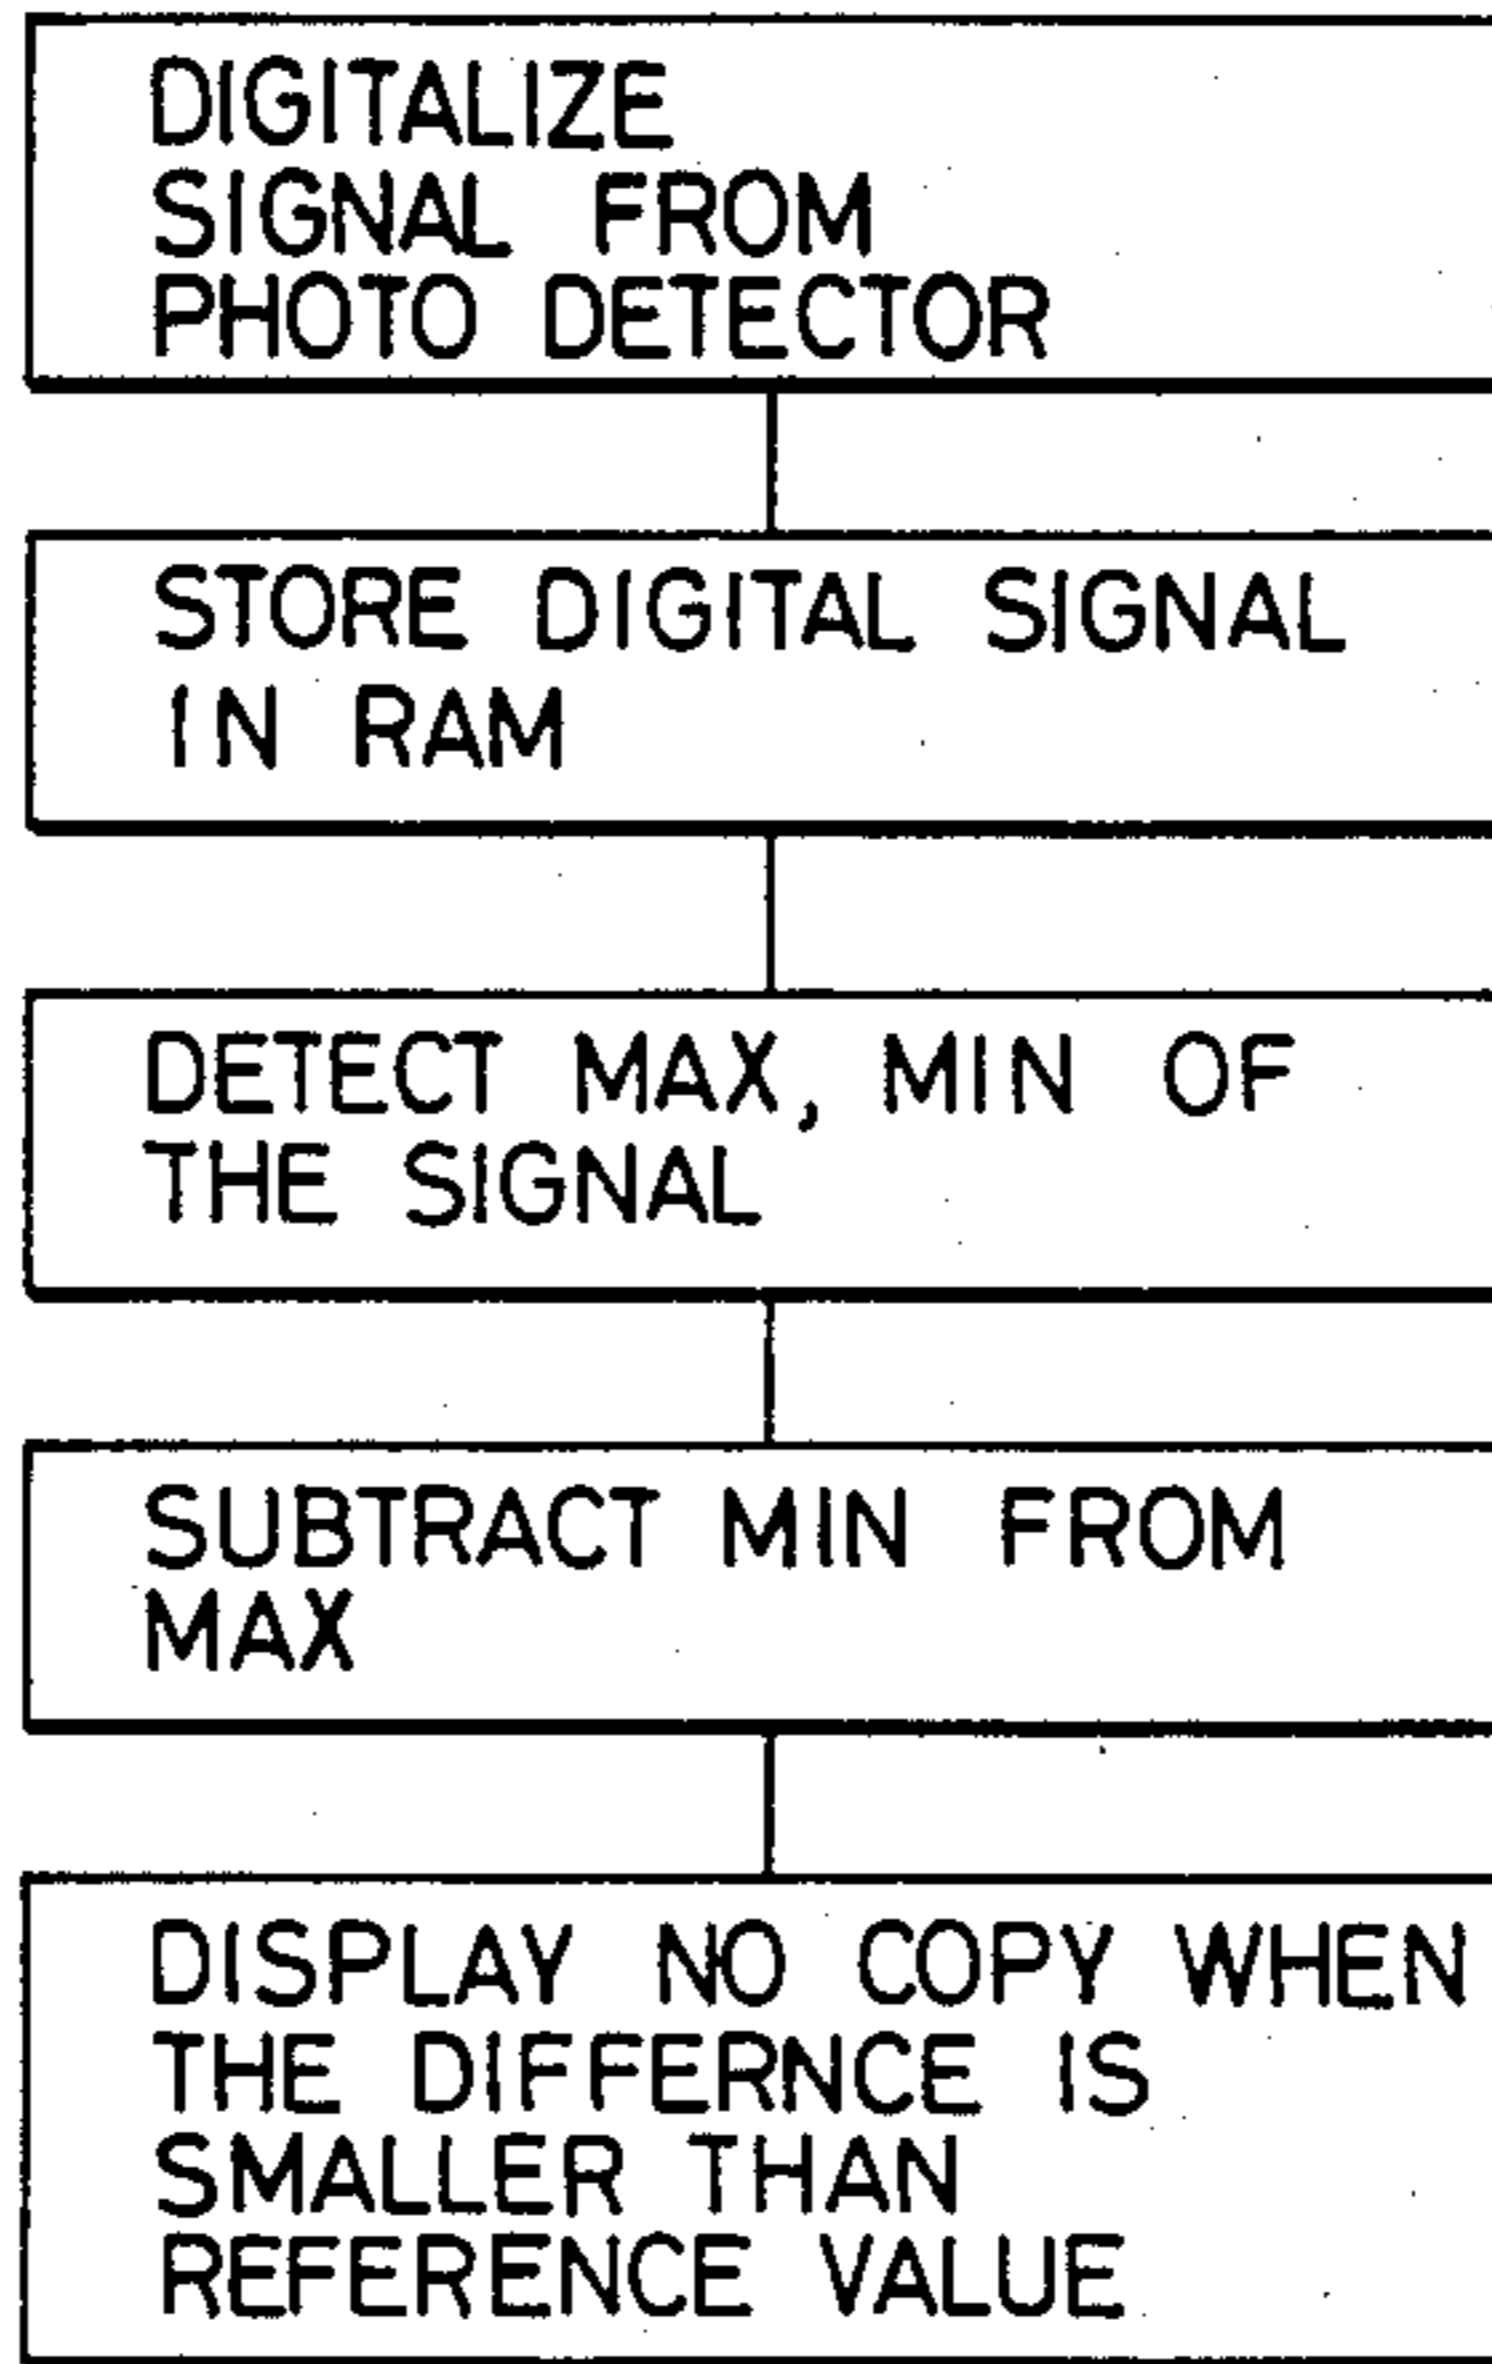 DIGITALIZE
SIGNAL FROM
PHOTO DETECTOR
STORE DIGITAL SIGNAL
IN RAM
DETECT MAX, MIN OF
THE SIGNAL
SUBTRACT MIN FROM
MAX
DISPLAY NO COPY WHEN
THE DIFFERNCE IS
SMALLER THAN
REFERENCE VALUE